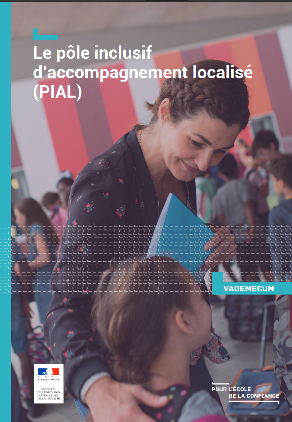 Le pôle inclusif
d'accompagnement localisé
(PIAL)
VADEMECUM
POUR L'ÉCOLE
DE LA CONFIANCE